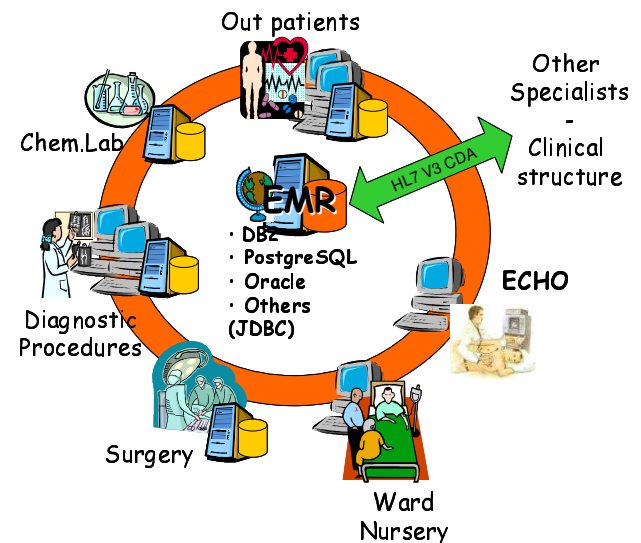 Out patients
Other
Specialists
-
Clinical
structure
Chem.Lab
HL7 V3 CDA
EMR
· DB2
· PostgreSQL
· Oracle
· Others
(JDBC)
ECHO
Diagnostic
Procedures
Surgery
Ward
Nursery